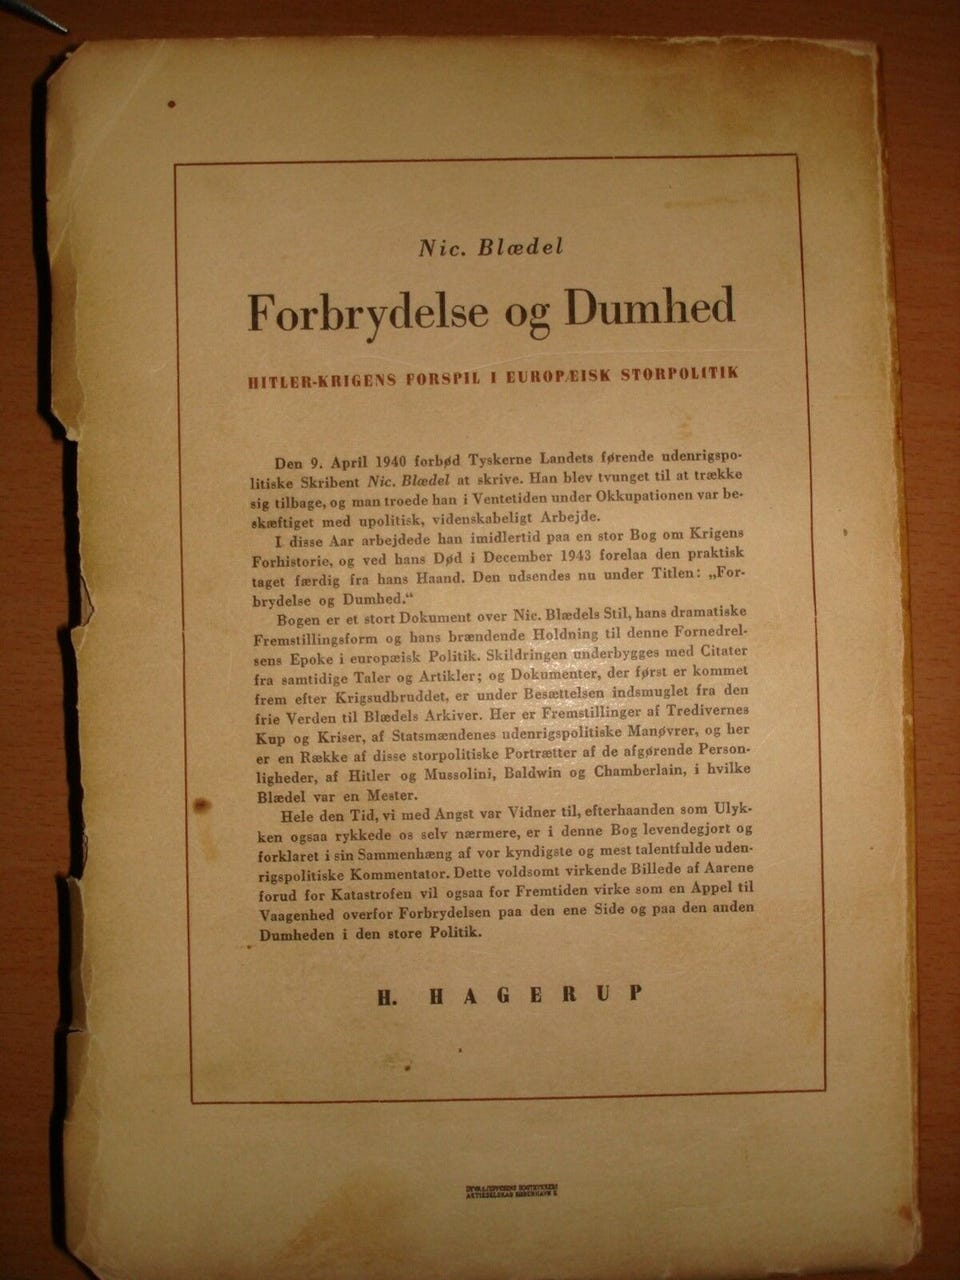 Nic. Blædel
Forbrydelse og Dumhed
HITLER-KRIGENS FORSPIL I EUROPÆISK STORPOLITIK
Den 9. April 1940 forbød Tyskerne Landets førende udenrigspo-
litiske Skribent Nic. Blædel at skrive. Han blev tvunget til at trække
sig tilbage, og man troede han i Ventetiden under Okkupationen var be-
skæftiget med upolitisk, videnskabeligt Arbejde.
I disse Aar arbejdede han imidlertid paa en stor Bog om Krigens
Forhistorie, og ved hans Død i December 1943 forelaa den praktisk
taget færdig fra hans Haand. Den udsendes nu under Titlen: „For-
brydelse og Dumhed.“
Bogen er et stort Dokument over Nic. Blædels Stil, hans dramatiske
Fremstillingsform og hans brændende Holdning til denne Fornedrel-
sens Epoke i europæisk Politik. Skildringen underbygges med Citater
fra samtidige Taler og Artikler; og Dokumenter, der først er kommet
frem efter Krigsudbruddet, er under Besættelsen indsmuglet fra den
frie Verden til Blædels Arkiver. Her er Fremstillinger af Tredivernes
Kup og Kriser, af Statsmændenes udenrigspolitiske Manøvrer, og her
er en Række af disse storpolitiske Portrætter af de afgørende Person-
ligheder, af Hitler og Mussolini, Baldwin og Chamberlain, i hvilke
Blædel var en Mester.
Hele den Tid, vi med Angst var Vidner til, efterhaanden som Ulyk-
ken ogsaa rykkede os selv nærmere, er i denne Bog levendegjort og
forklaret i sin Sammenhæng af vor kyndigste og mest talentfulde uden-
rigspolitiske Kommentator. Dette voldsomt virkende Billede af Aarene
forud for Katastrofen vil ogsaa for Fremtiden virke som en Appel til
Vaagenhed overfor Forbrydelsen paa den ene Side og paa den anden
Dumheden i den store Politik.
H. HAGERUP
AKTIESELSKAB KØBENHAVN